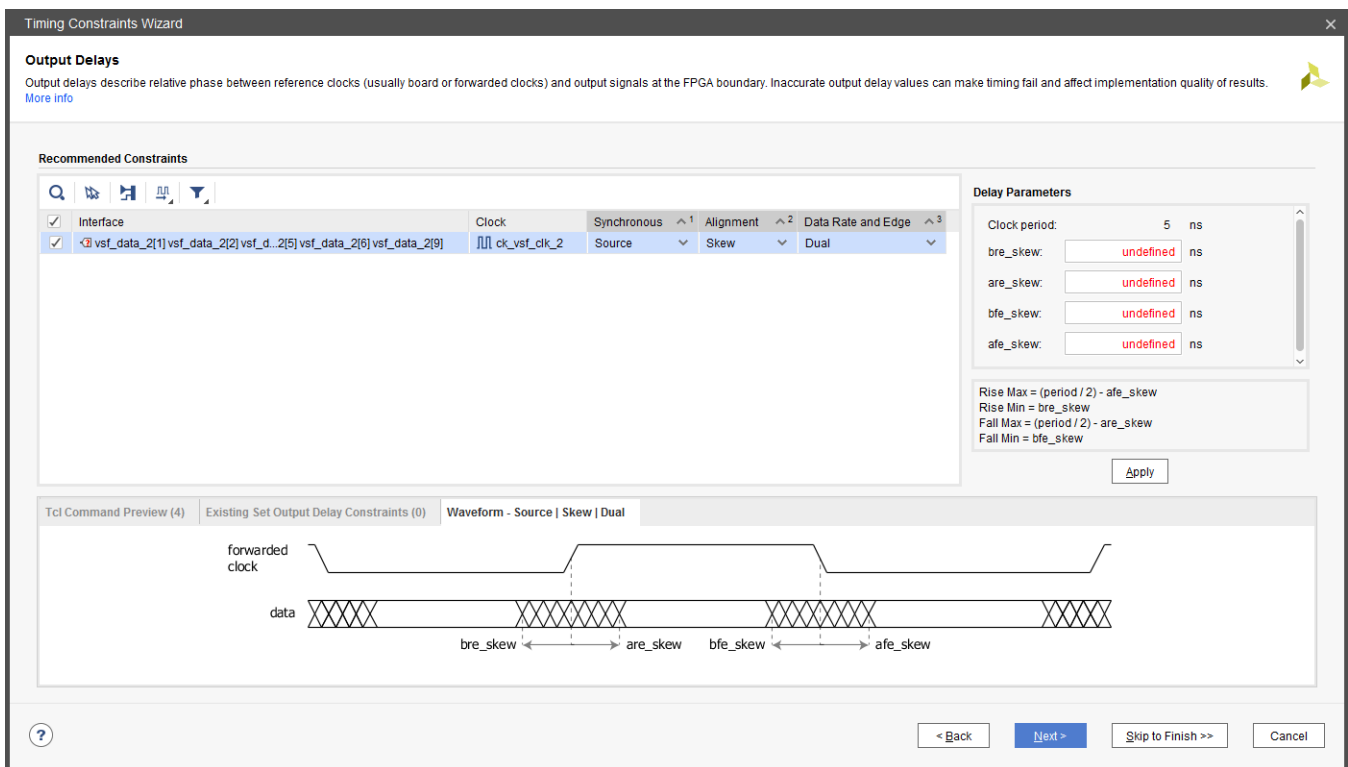 Timing Constraints Wizard
Output Delays
Output delays describe relative phase between reference clocks (usually board or forwarded clocks) and output signals at the FPGA boundary. Inaccurate output delay values can make timing fail and affect implementation quality of results.
More info
Recommended Constraints
Interface Clock Synchronous 1 Alignment 2 Data Rate and Edge 3
vsf_data_2[1] vsf_data_2[2] vsf_d...2[5] vsf_data_2[6] vsf_data_2[9] ck_vsf_clk_2 Source Skew Dual
Delay Parameters
Clock period: 5 ns
bre_skew: undefined ns
are_skew: undefined ns
bfe_skew: undefined ns
afe_skew: undefined ns
Rise Max = (period / 2) - afe_skew
Rise Min = bre_skew
Fall Max = (period / 2) - are_skew
Fall Min = bfe_skew
Apply
Tcl Command Preview (4) Existing Set Output Delay Constraints (0) Waveform - Source | Skew | Dual
forwarded
clock
data
bre_skew are_skew bfe_skew afe_skew
? < Back Next > Skip to Finish >> Cancel